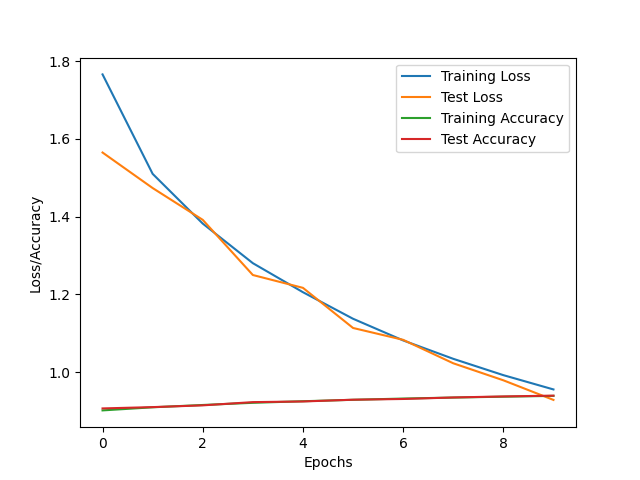 1.8
1.6
1.4
1.2
1.0
Loss/Accuracy
0 2 4 6 8
Epochs
Training Loss
Test Loss
Training Accuracy
Test Accuracy